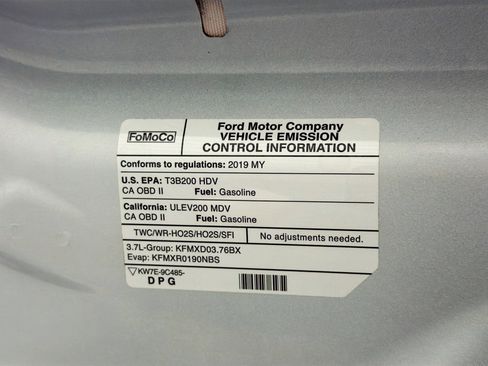 FoMoCo
Ford Motor Company
VEHICLE EMISSION
CONTROL INFORMATION
Conforms to regulations: 2019 MY
U.S. EPA: T3B200 HDV
CA OBD II Fuel: Gasoline
California: ULEV200 MDV
CA OBD II Fuel: Gasoline
TWC/WR-HO2S/HO2S/SFI No adjustments needed.
3.7L-Group: KFMXD03.76BX
Evap: KFMXR0190NBS
KW7E-9C485-
D P G